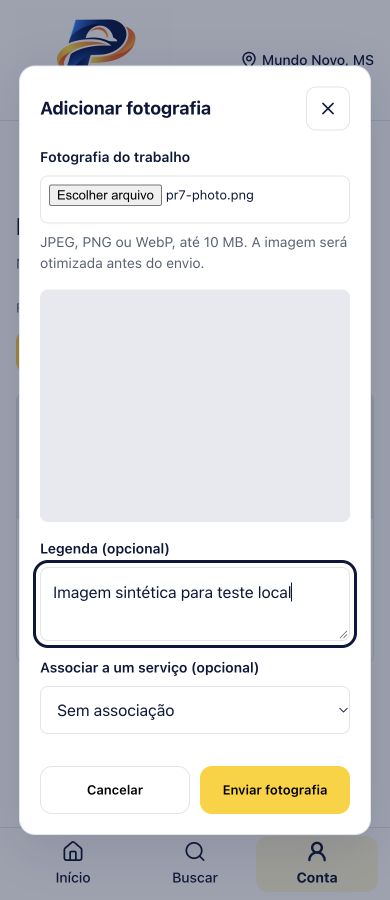 Mundo Novo, MS
Adicionar fotografia
Fotografia do trabalho
Escolher arquivo pr7-photo.png
JPEG, PNG ou WebP, até 10 MB. A imagem será
otimizada antes do envio.
Legenda (opcional)
Imagem sintética para teste local
Associar a um serviço (opcional)
Sem associação
Cancelar
Enviar fotografia
Início
Buscar
Conta